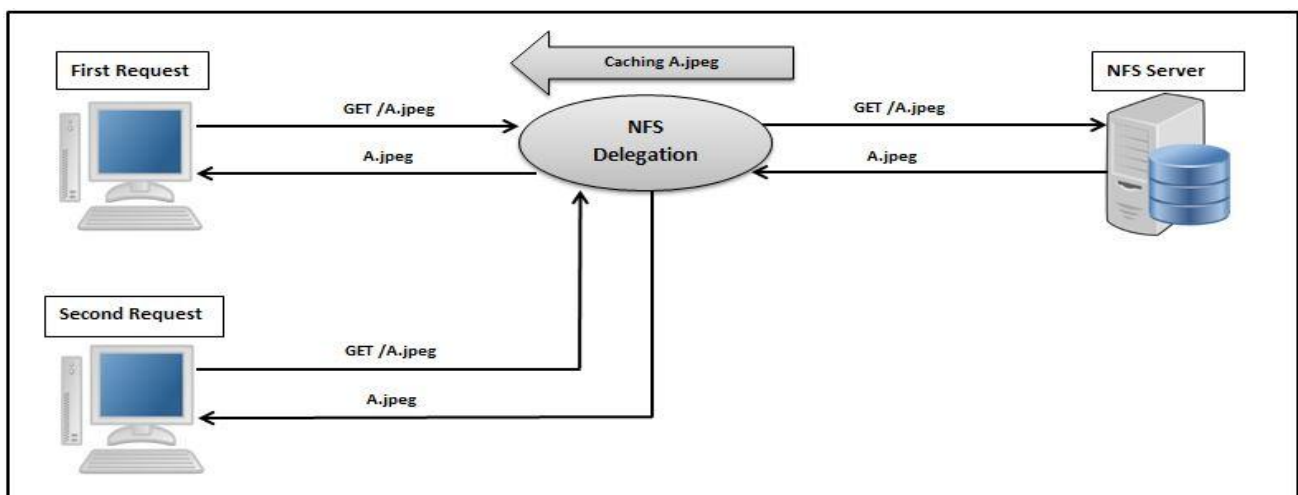 Caching A.jpeg
First Request
NFS Server
GET /A.jpeg
GET /A.jpeg
NFS
Delegation
A.jpeg
A.jpeg
Second Request
GET /A.jpeg
A.jpeg